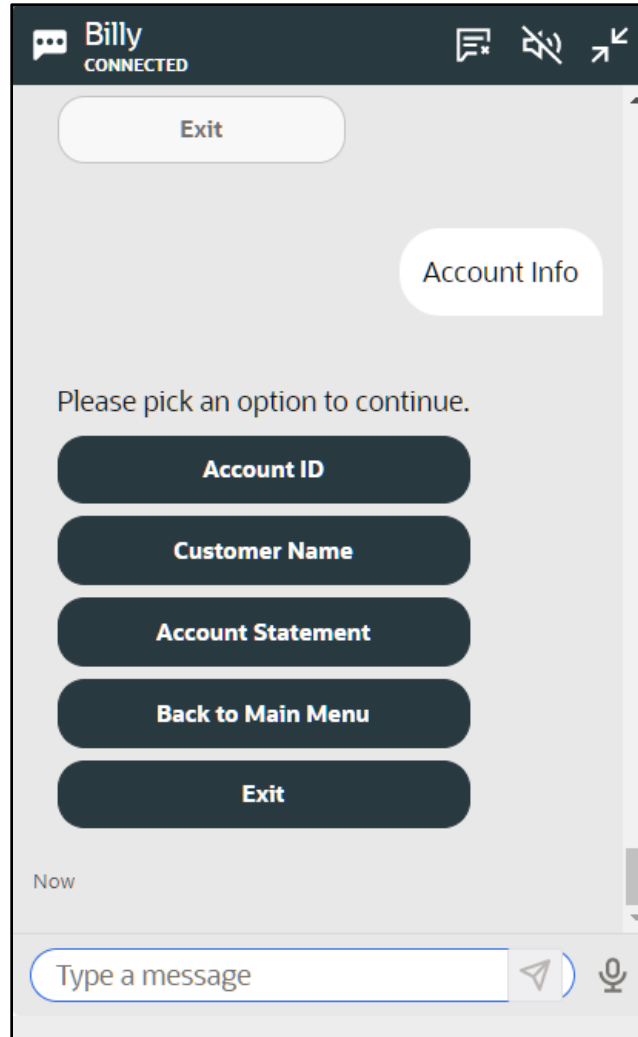 Billy
CONNECTED
Exit
Account Info
Please pick an option to continue.
Account ID
Customer Name
Account Statement
Back to Main Menu
Exit
Now
Type a message